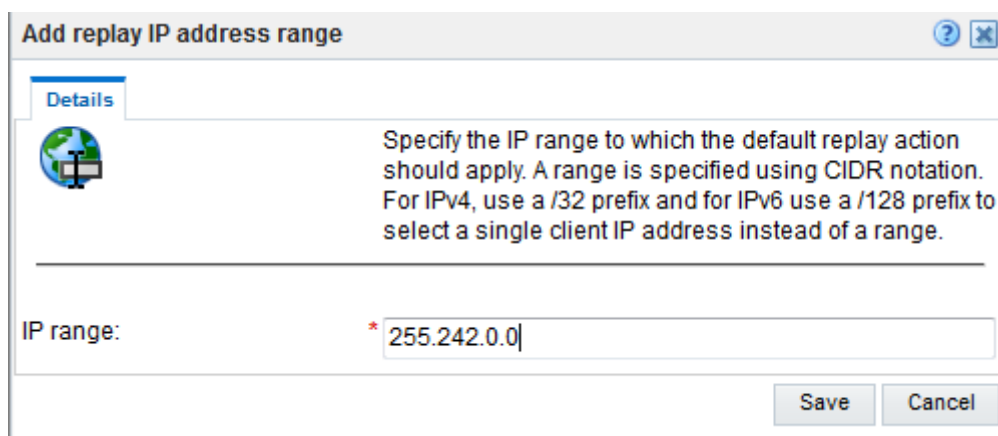 Add replay IP address range
Details
Specify the IP range to which the default replay action
should apply. A range is specified using CIDR notation.
For IPv4, use a /32 prefix and for IPv6 use a /128 prefix to
select a single client IP address instead of a range.
IP range: * 255.242.0.0
Save Cancel